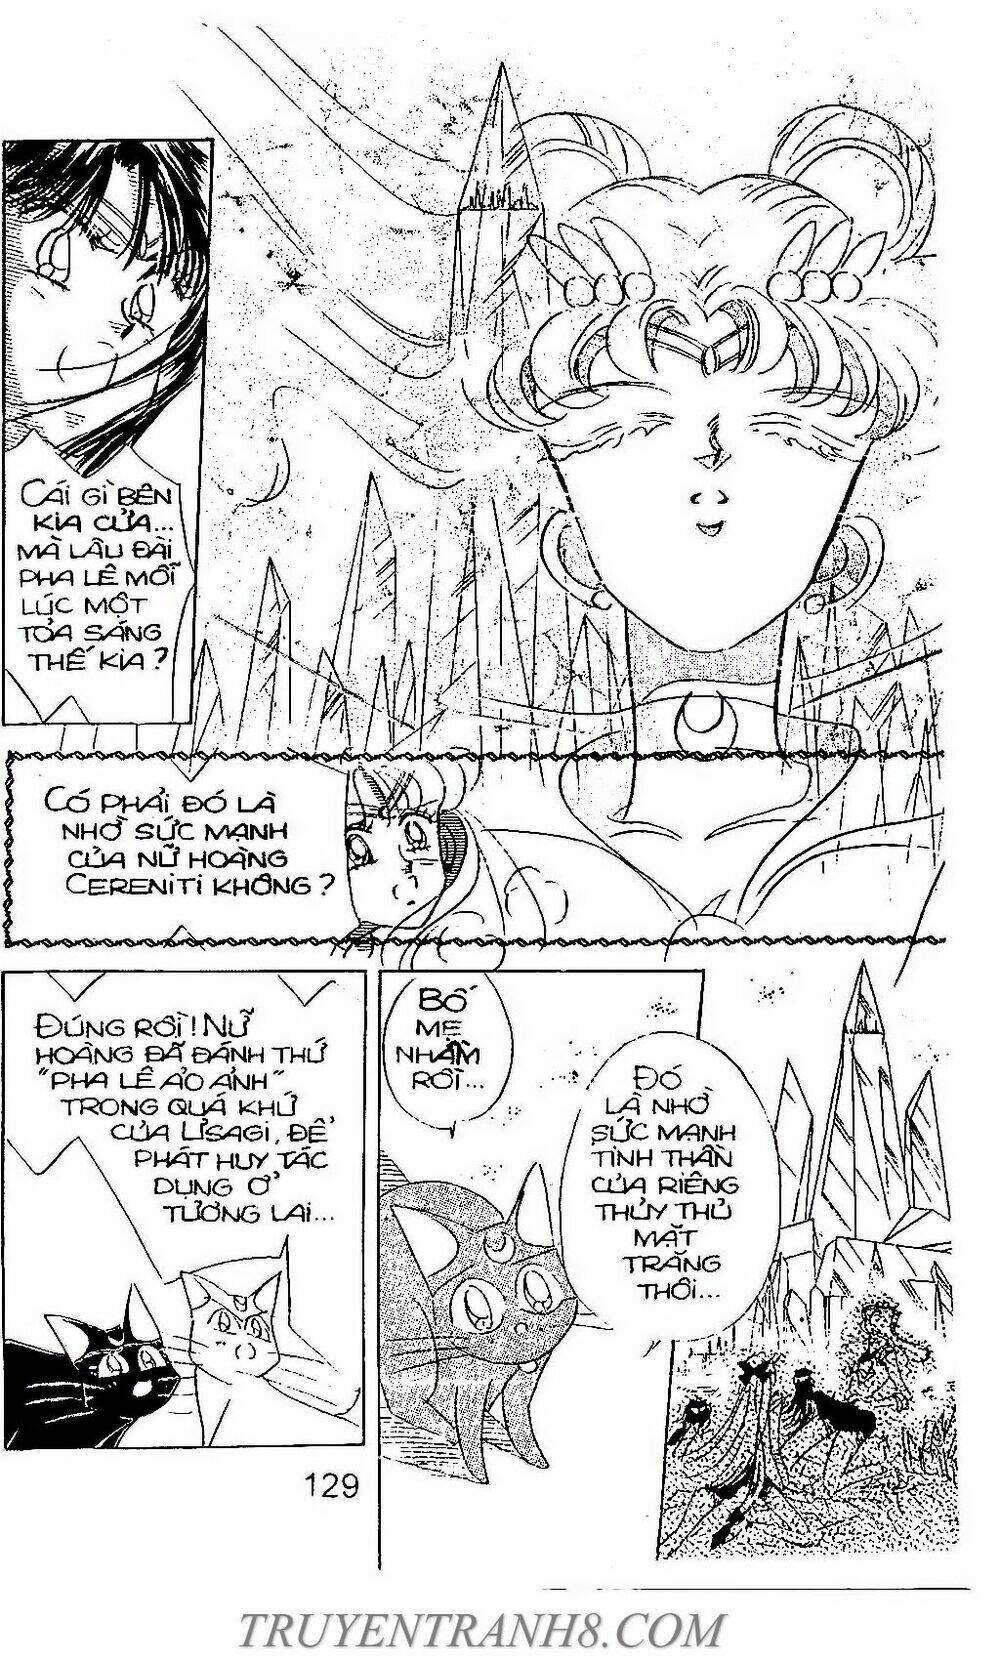 CÁI GÌ BÊN
KIA CỬA...
MÀ LÂU ĐÀI
PHA LÊ MỖI
LÚC MỘT
TỎA SÁNG
THẾ KIA?
CÓ PHẢI ĐÓ LÀ
NHỜ SỨC MẠNH
CỦA NỮ HOÀNG
CERENITI KHÔNG?
ĐÚNG RỒI! NỮ
HOÀNG ĐÃ ĐÁNH THỨ
"PHA LÊ ẢO ẢNH"
TRONG QUÁ KHỨ
CỦA USAGI, ĐỂ
PHÁT HUY TÁC
DỤNG Ở
TƯƠNG LAI...
BỐ
MẸ
NHẦM
RỒI...
ĐÓ
LÀ NHỜ
SỨC MẠNH
TINH THẦN
CỦA RIÊNG
THỦY THỦ
MẶT
TRĂNG
THÔI...
129
TRUYENTRANH8.COM